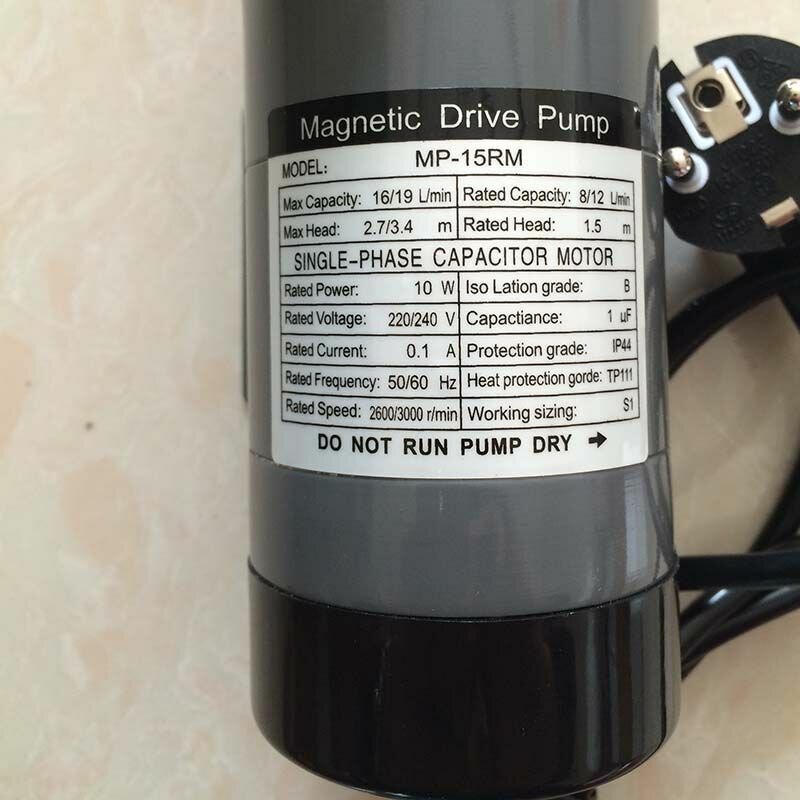 Magnetic Drive Pump
MODEL: MP-15RM
Max Capacity: 16/19 L/min Rated Capacity: 8/12 L/min
Max Head: 2.7/3.4 m Rated Head: 1.5 m
SINGLE-PHASE CAPACITOR MOTOR
Rated Power: 10 W Iso Lation grade: B
Rated Voltage: 220/240 V Capactiance: 1 µF
Rated Current: 0.1 A Protection grade: IP44
Rated Frequency: 50/60 Hz Heat protection gorde: TP111
Rated Speed: 2600/3000 r/min Working sizing: S1
DO NOT RUN PUMP DRY →